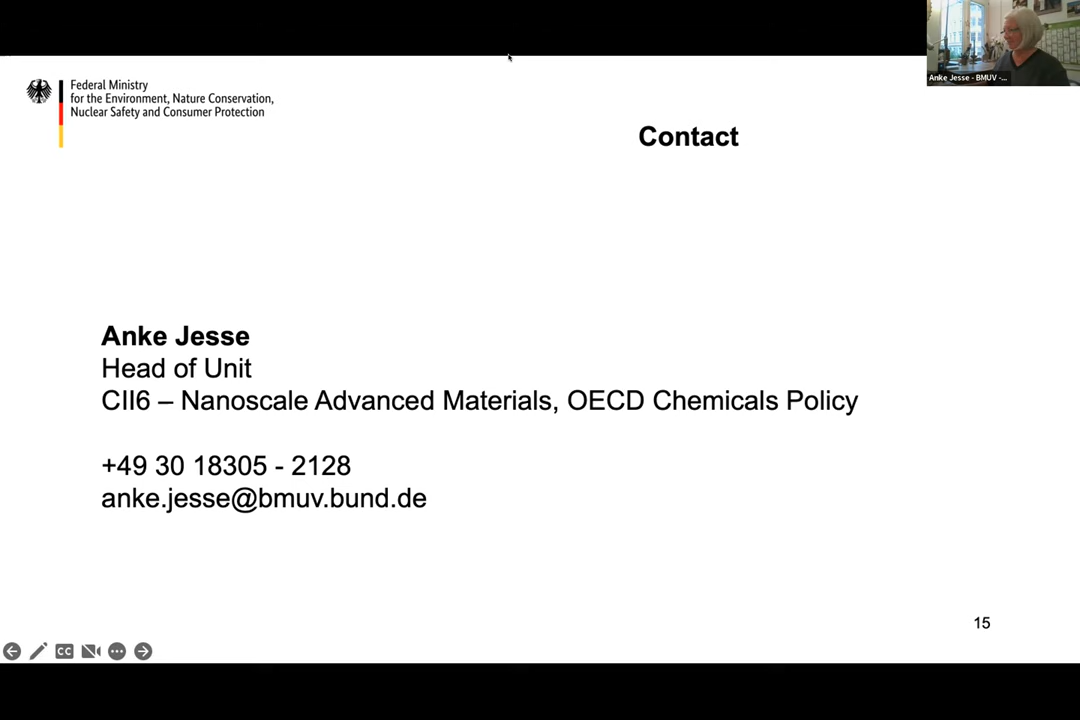 Anke Jesse - BMUV -...
Federal Ministry
for the Environment, Nature Conservation,
Nuclear Safety and Consumer Protection
Contact
Anke Jesse
Head of Unit
CII6 – Nanoscale Advanced Materials, OECD Chemicals Policy
+49 30 18305 - 2128
anke.jesse@bmuv.bund.de
15
CC